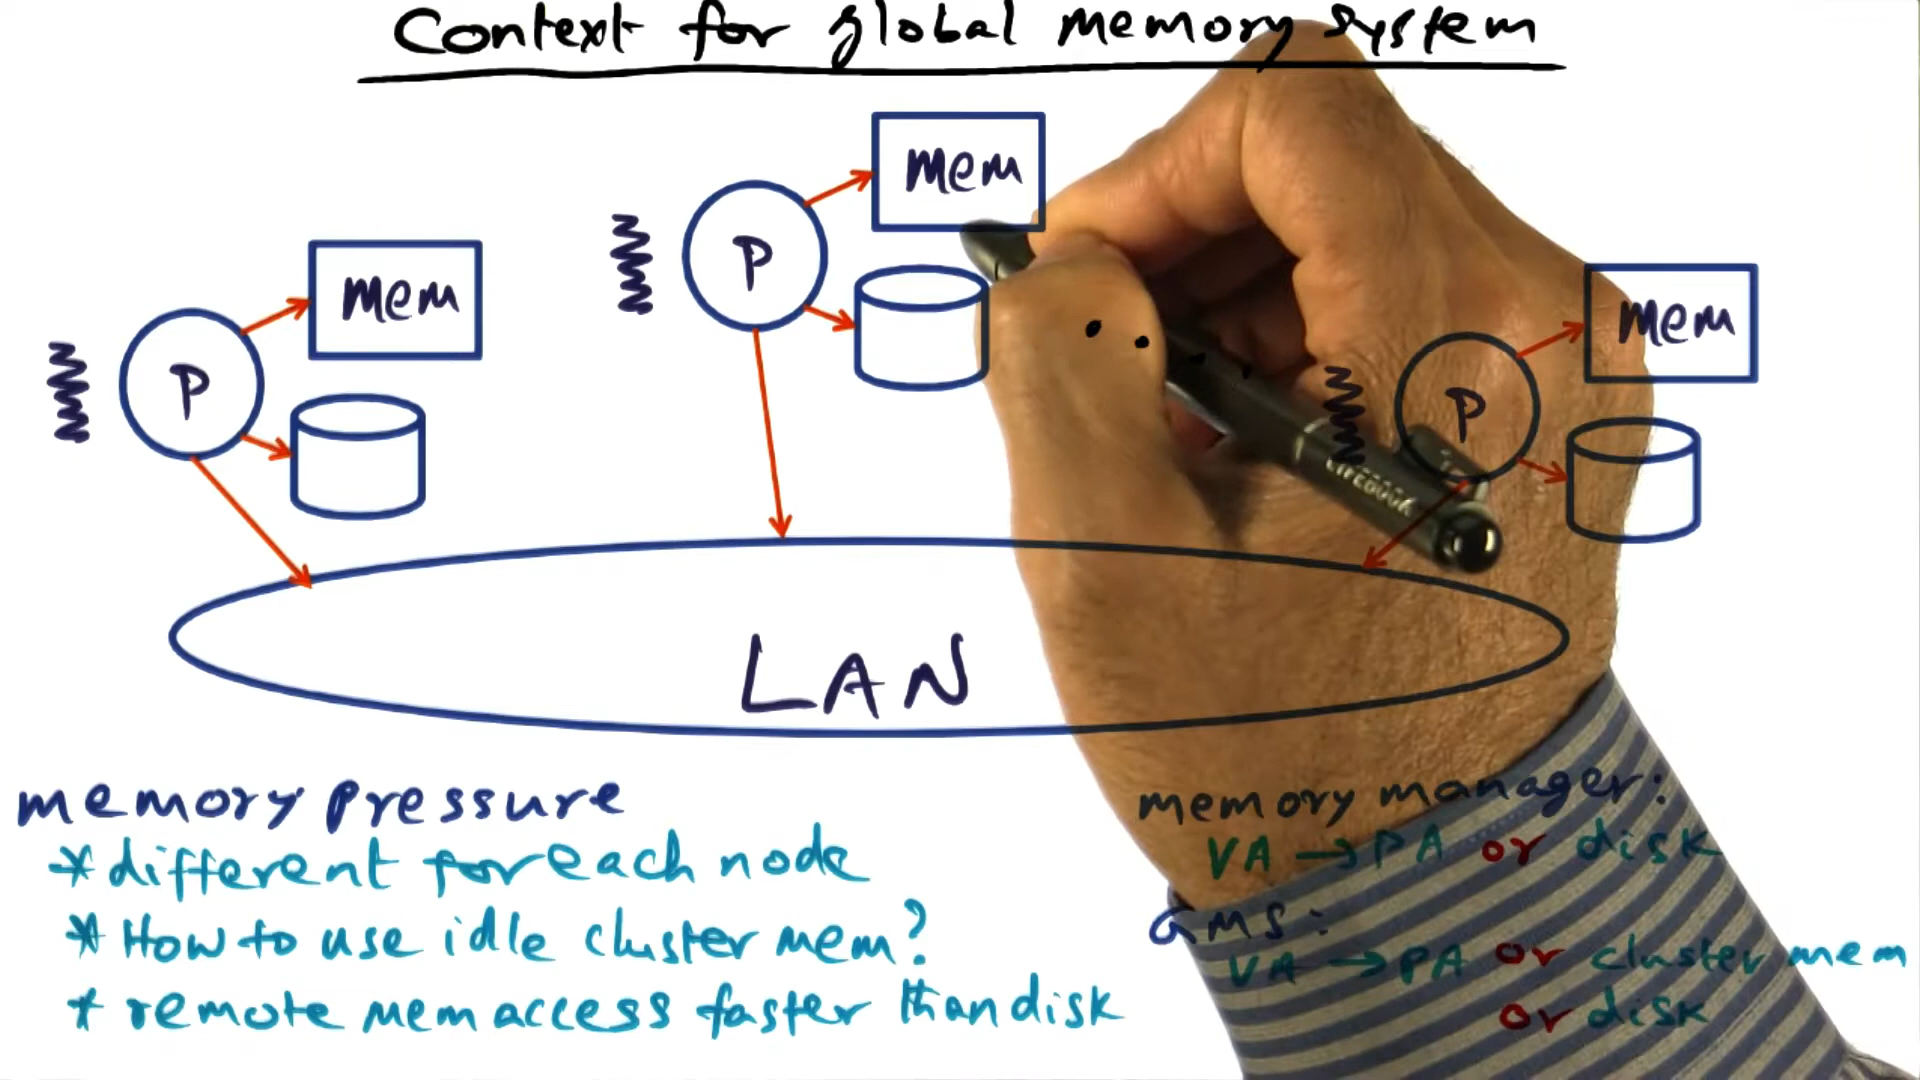 Context for global memory system
mem
P
mem
P
mem
P
LIFEBOOK
LAN
memory pressure
* different for each node
* How to use idle cluster mem?
* remote mem access faster than disk
memory manager:
VA → PA or disk
GMS:
VA → PA or cluster mem
or disk